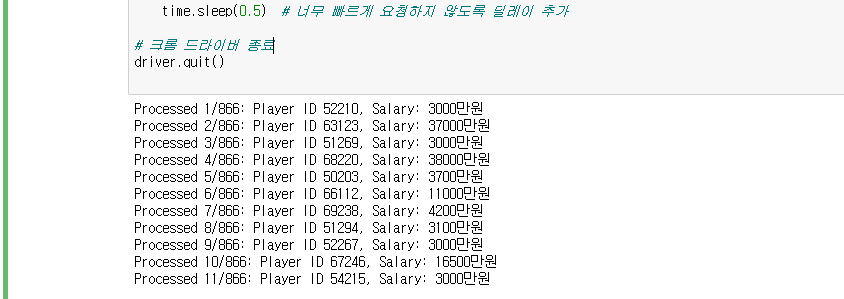 time.sleep(0.5)  # 너무 빠르게 요청하지 않도록 딜레이 추가
# 크롬 드라이버 종료
driver.quit()
Processed 1/866: Player ID 52210, Salary: 3000만원
Processed 2/866: Player ID 63123, Salary: 37000만원
Processed 3/866: Player ID 51269, Salary: 3000만원
Processed 4/866: Player ID 68220, Salary: 38000만원
Processed 5/866: Player ID 50203, Salary: 3700만원
Processed 6/866: Player ID 66112, Salary: 11000만원
Processed 7/866: Player ID 69238, Salary: 4200만원
Processed 8/866: Player ID 51294, Salary: 3100만원
Processed 9/866: Player ID 52267, Salary: 3000만원
Processed 10/866: Player ID 67246, Salary: 16500만원
Processed 11/866: Player ID 54215, Salary: 3000만원